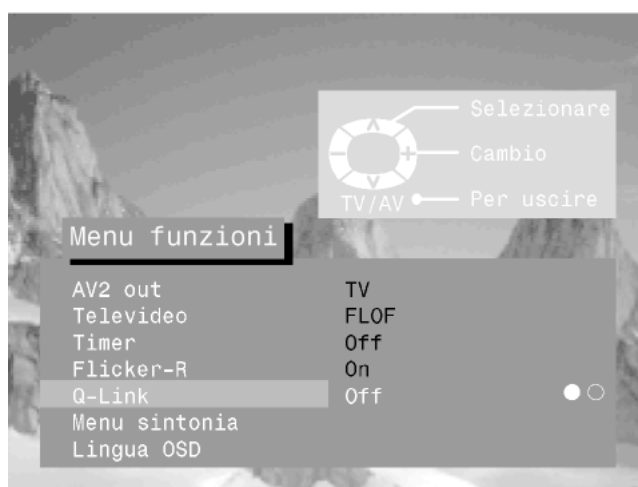 Selezionare
Cambio
TV/AV Per uscire
Menu funzioni
AV2 out TV
Televideo FLOF
Timer Off
Flicker-R On
Q-Link Off
Menu sintonia
Lingua OSD